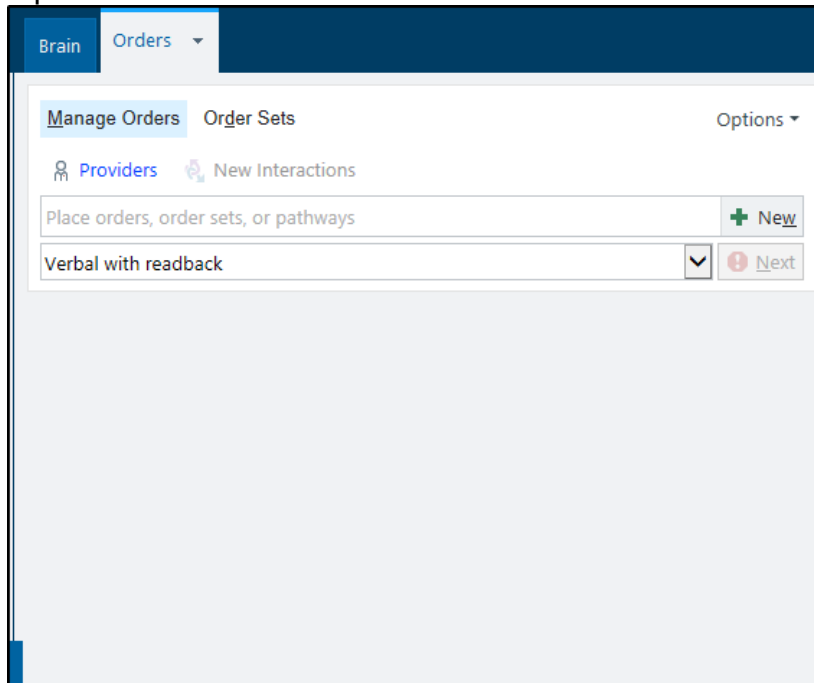 Brain Orders
Manage Orders Order Sets Options
Providers New Interactions
Place orders, order sets, or pathways New
Verbal with readback Next